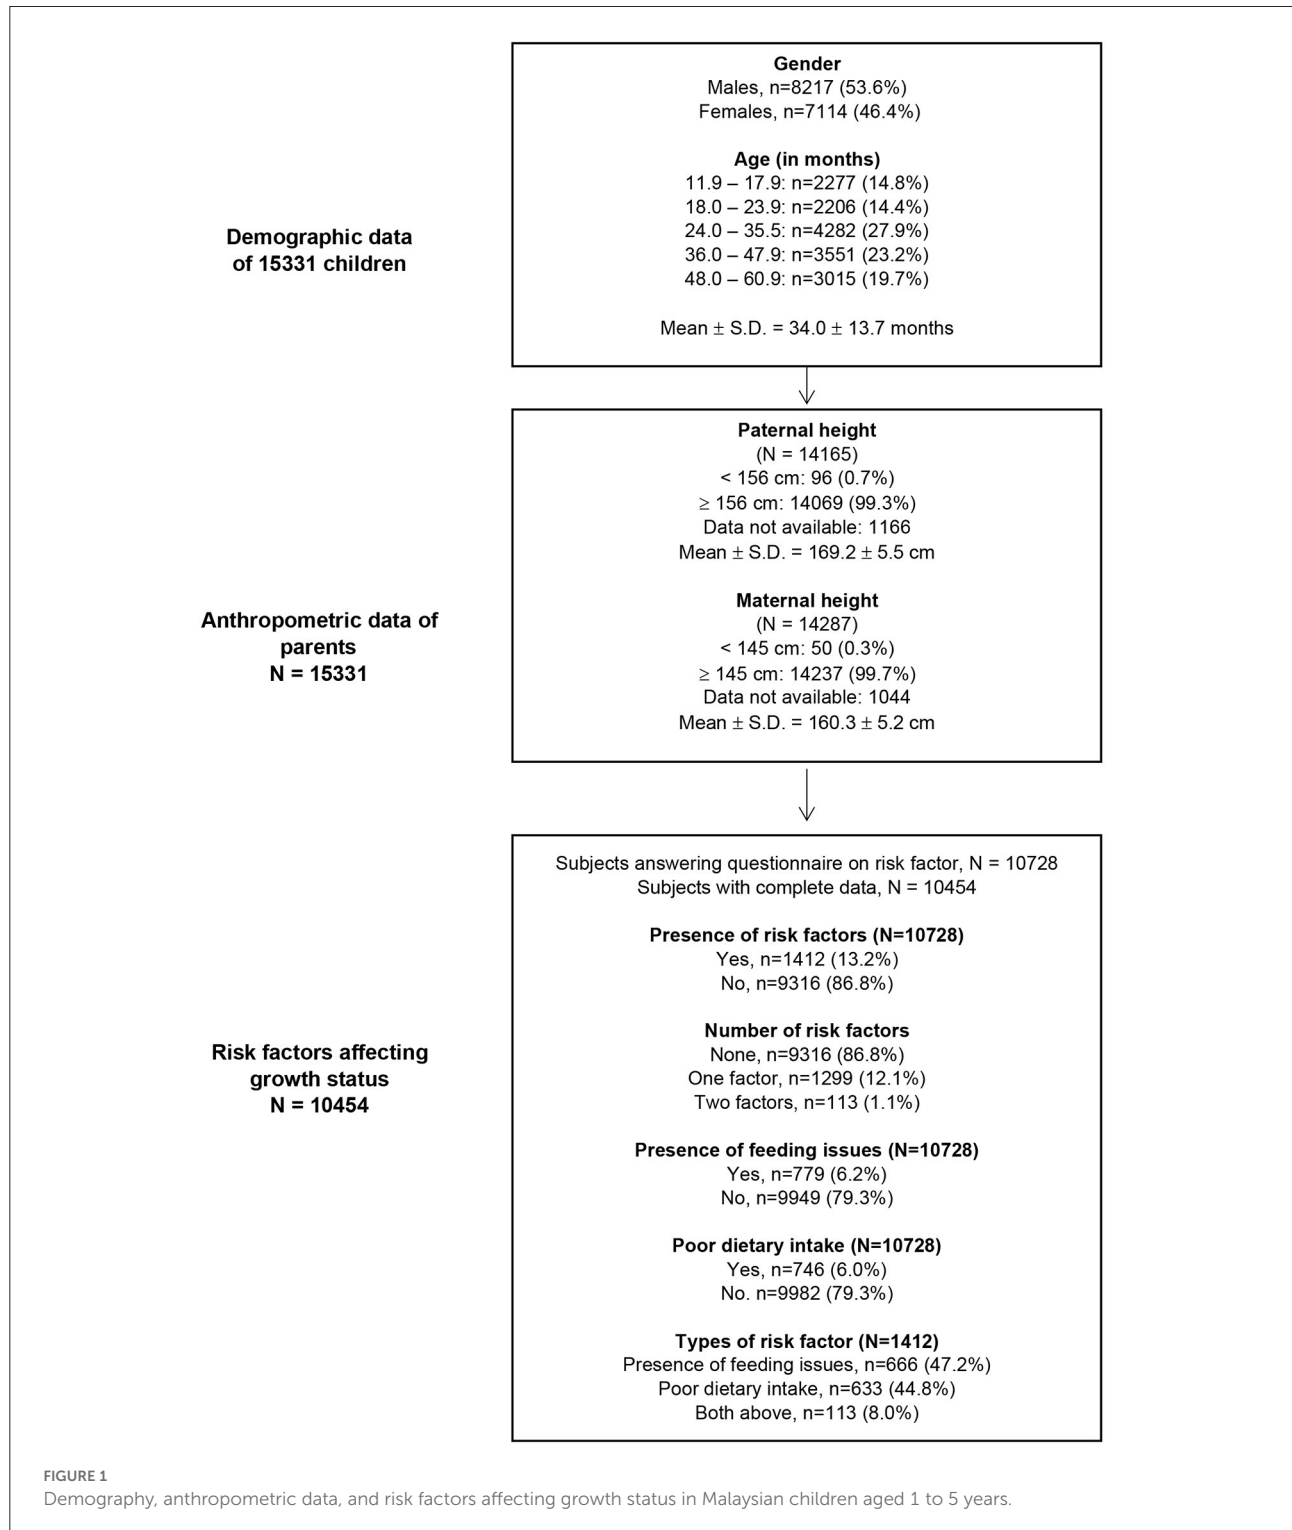 Gender
Males, n=8217 (53.6%)
Females, n=7114 (46.4%)
Age (in months)
11.9 – 17.9: n=2277 (14.8%)
18.0 – 23.9: n=2206 (14.4%)
24.0 – 35.5: n=4282 (27.9%)
36.0 – 47.9: n=3551 (23.2%)
48.0 – 60.9: n=3015 (19.7%)
Mean ± S.D. = 34.0 ± 13.7 months
Demographic data
of 15331 children
Paternal height
(N = 14165)
< 156 cm: 96 (0.7%)
≥ 156 cm: 14069 (99.3%)
Data not available: 1166
Mean ± S.D. = 169.2 ± 5.5 cm
Maternal height
(N = 14287)
< 145 cm: 50 (0.3%)
≥ 145 cm: 14237 (99.7%)
Data not available: 1044
Mean ± S.D. = 160.3 ± 5.2 cm
Anthropometric data of
parents
N = 15331
Subjects answering questionnaire on risk factor, N = 10728
Subjects with complete data, N = 10454
Presence of risk factors (N=10728)
Yes, n=1412 (13.2%)
No, n=9316 (86.8%)
Number of risk factors
None, n=9316 (86.8%)
One factor, n=1299 (12.1%)
Two factors, n=113 (1.1%)
Presence of feeding issues (N=10728)
Yes, n=779 (6.2%)
No, n=9949 (79.3%)
Poor dietary intake (N=10728)
Yes, n=746 (6.0%)
No. n=9982 (79.3%)
Types of risk factor (N=1412)
Presence of feeding issues, n=666 (47.2%)
Poor dietary intake, n=633 (44.8%)
Both above, n=113 (8.0%)
Risk factors affecting
growth status
N = 10454
FIGURE 1
Demography, anthropometric data, and risk factors affecting growth status in Malaysian children aged 1 to 5 years.